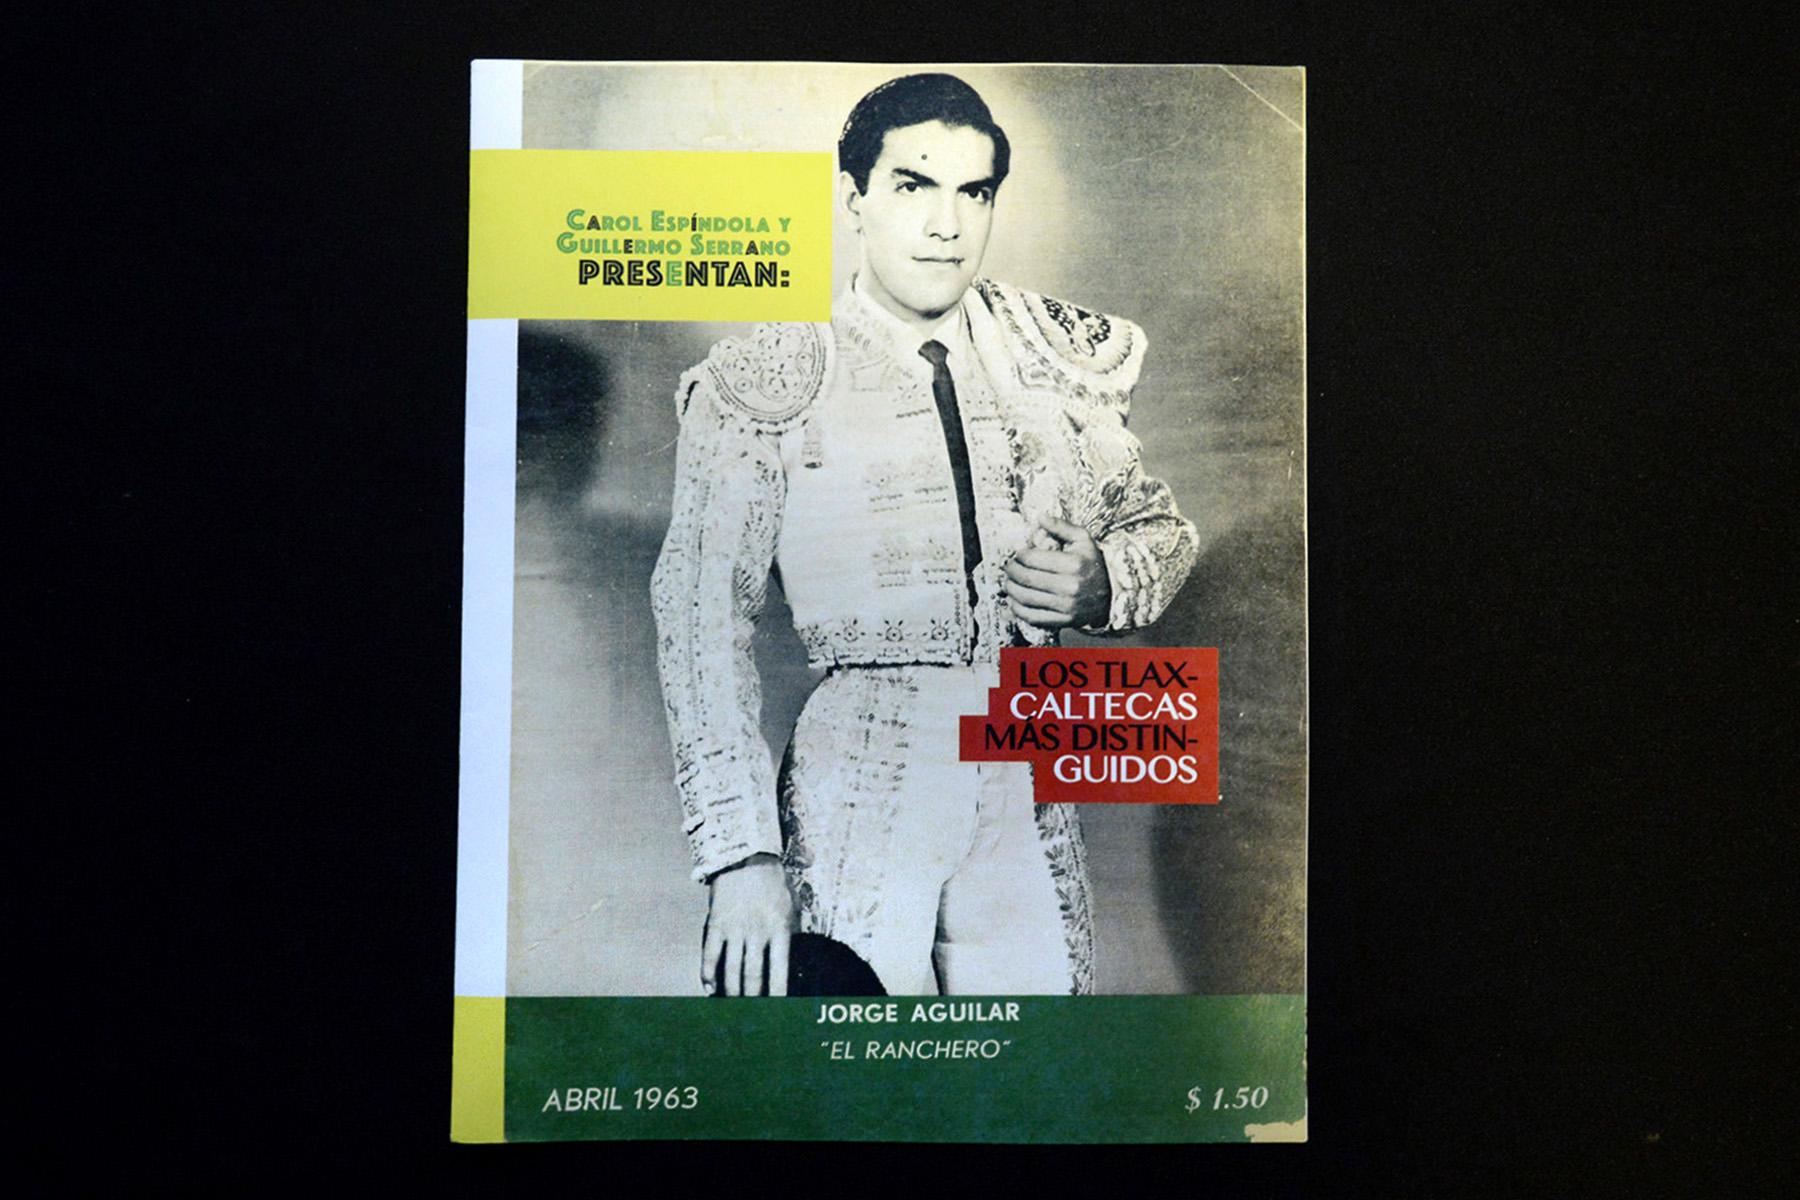 CAROL ESPÍNDOLA Y
GUILLERMO SERRANO
PRESENTAN:
LOS TLAX-
CALTECAS
MÁS DISTIN-
GUIDOS
JORGE AGUILAR
"EL RANCHERO"
ABRIL 1963
$ 1.50